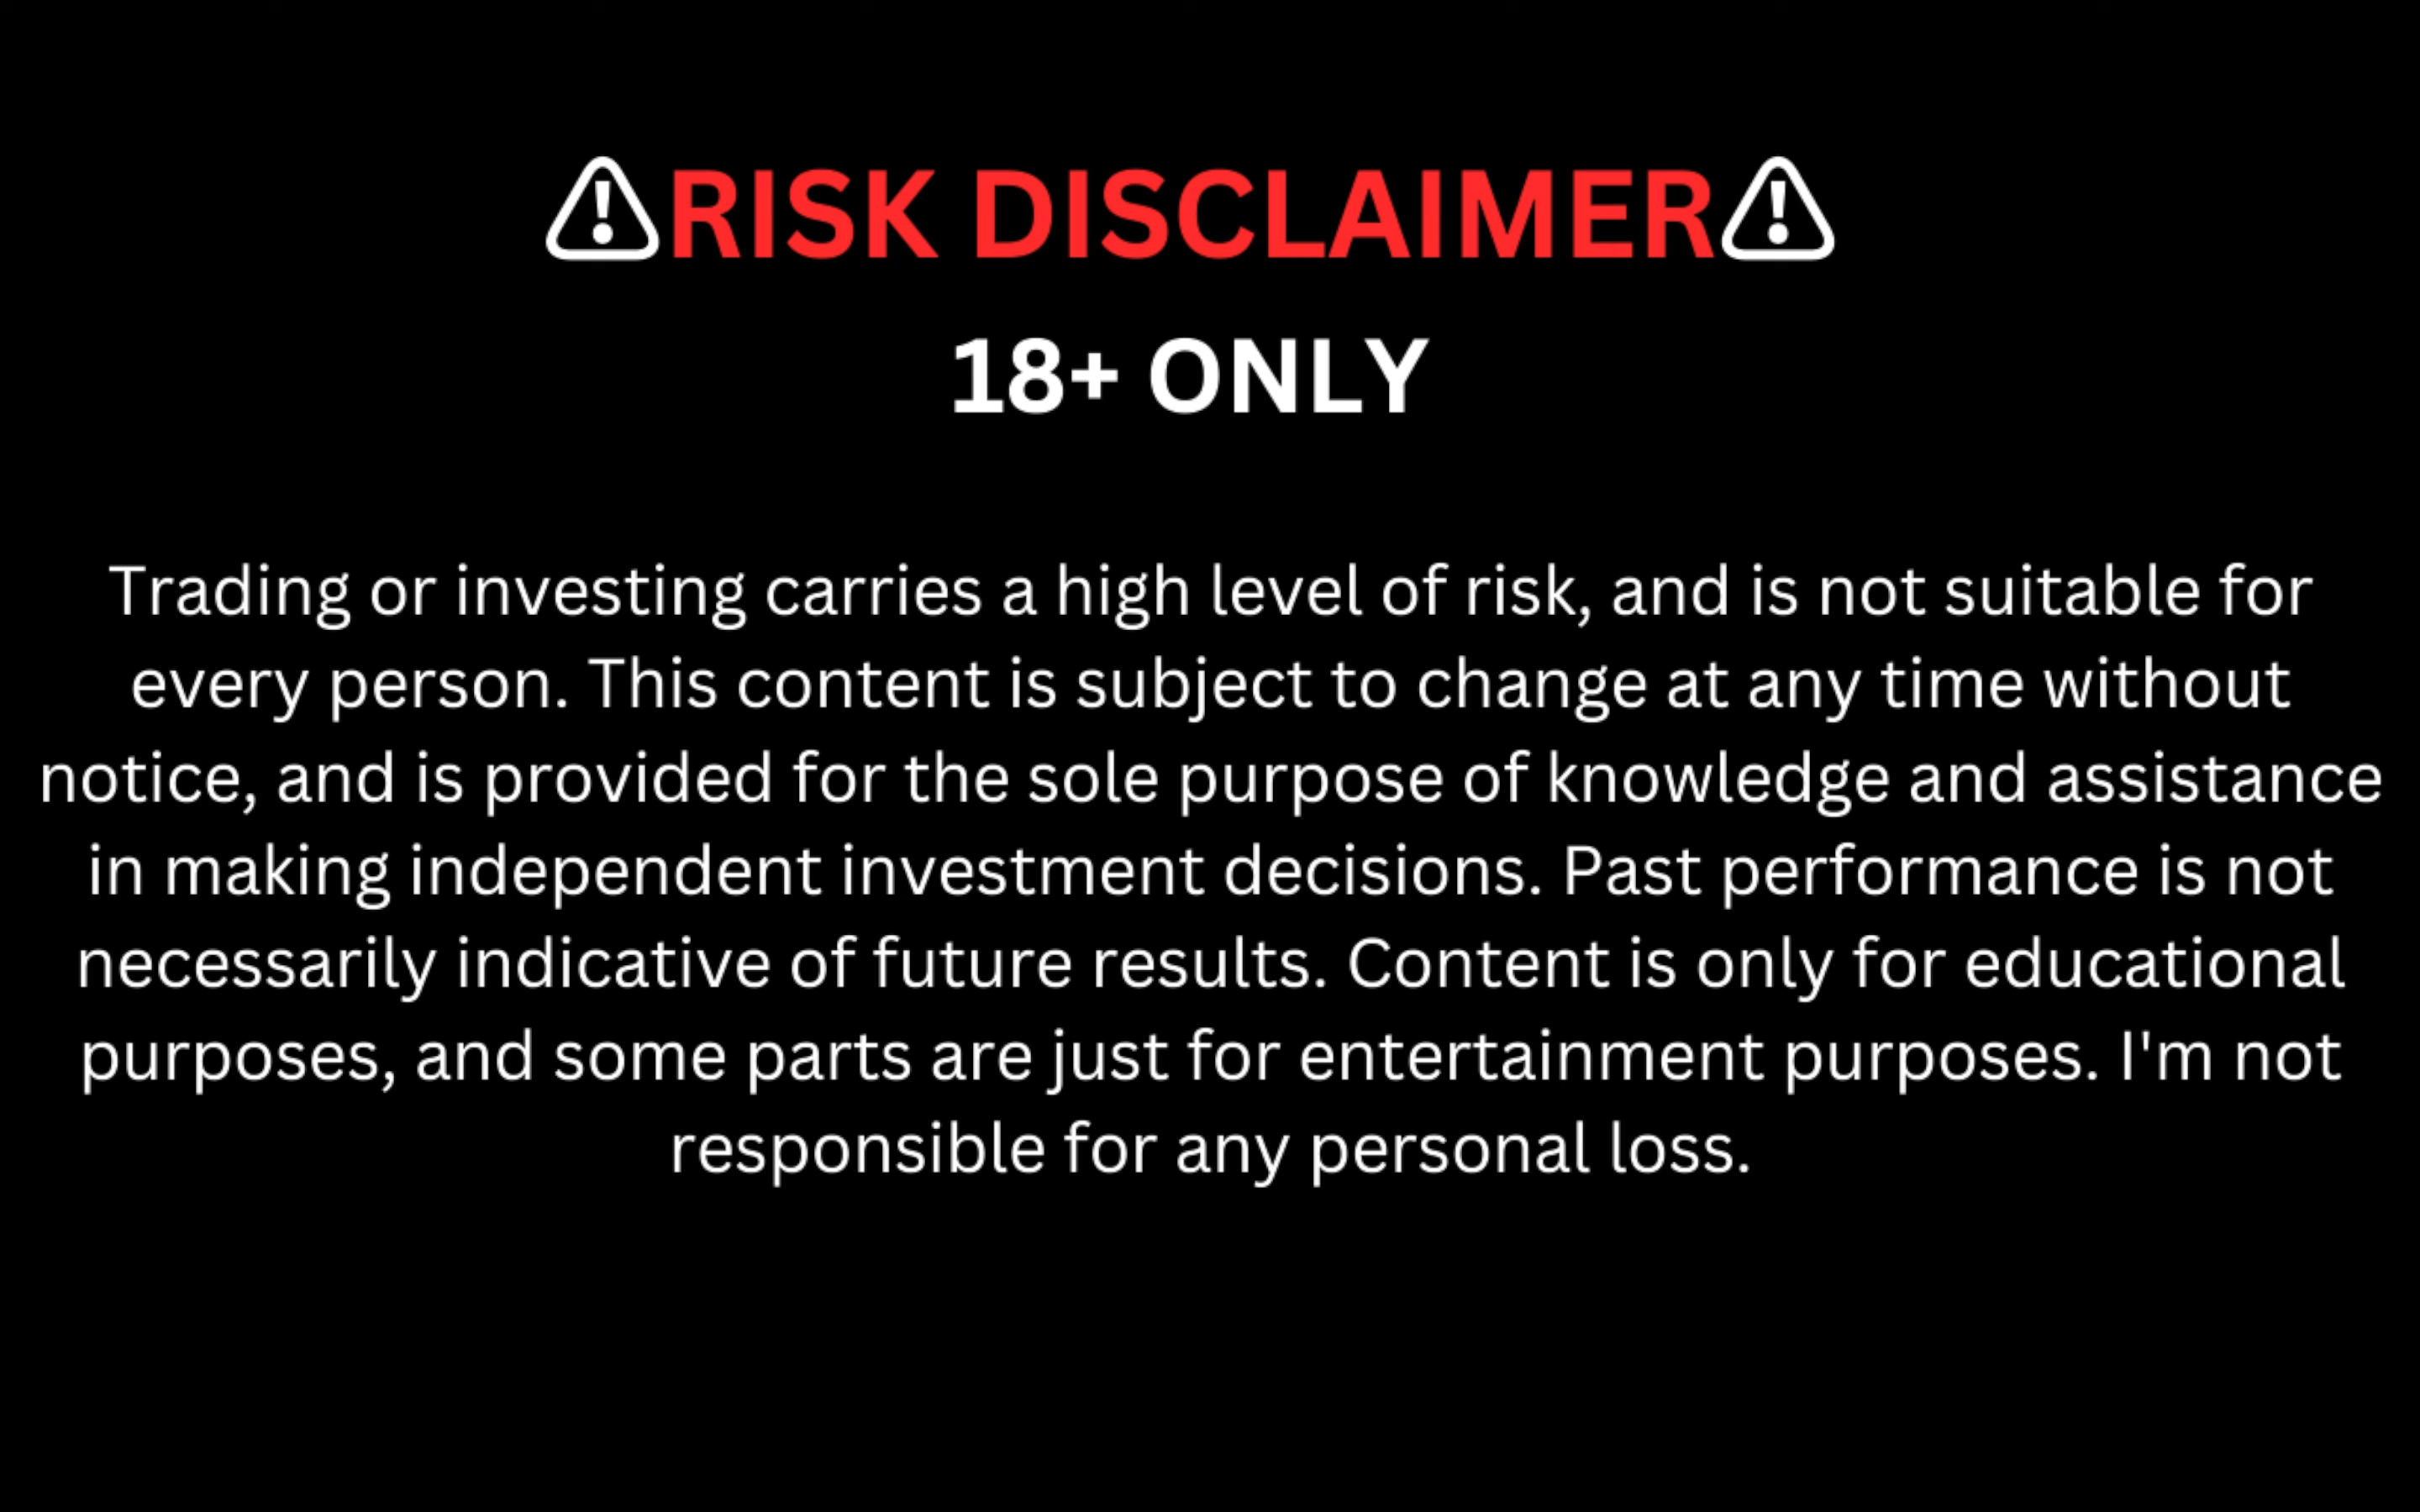 ⚠RISK DISCLAIMER⚠
18+ ONLY
Trading or investing carries a high level of risk, and is not suitable for
every person. This content is subject to change at any time without
notice, and is provided for the sole purpose of knowledge and assistance
in making independent investment decisions. Past performance is not
necessarily indicative of future results. Content is only for educational
purposes, and some parts are just for entertainment purposes. I'm not
responsible for any personal loss.